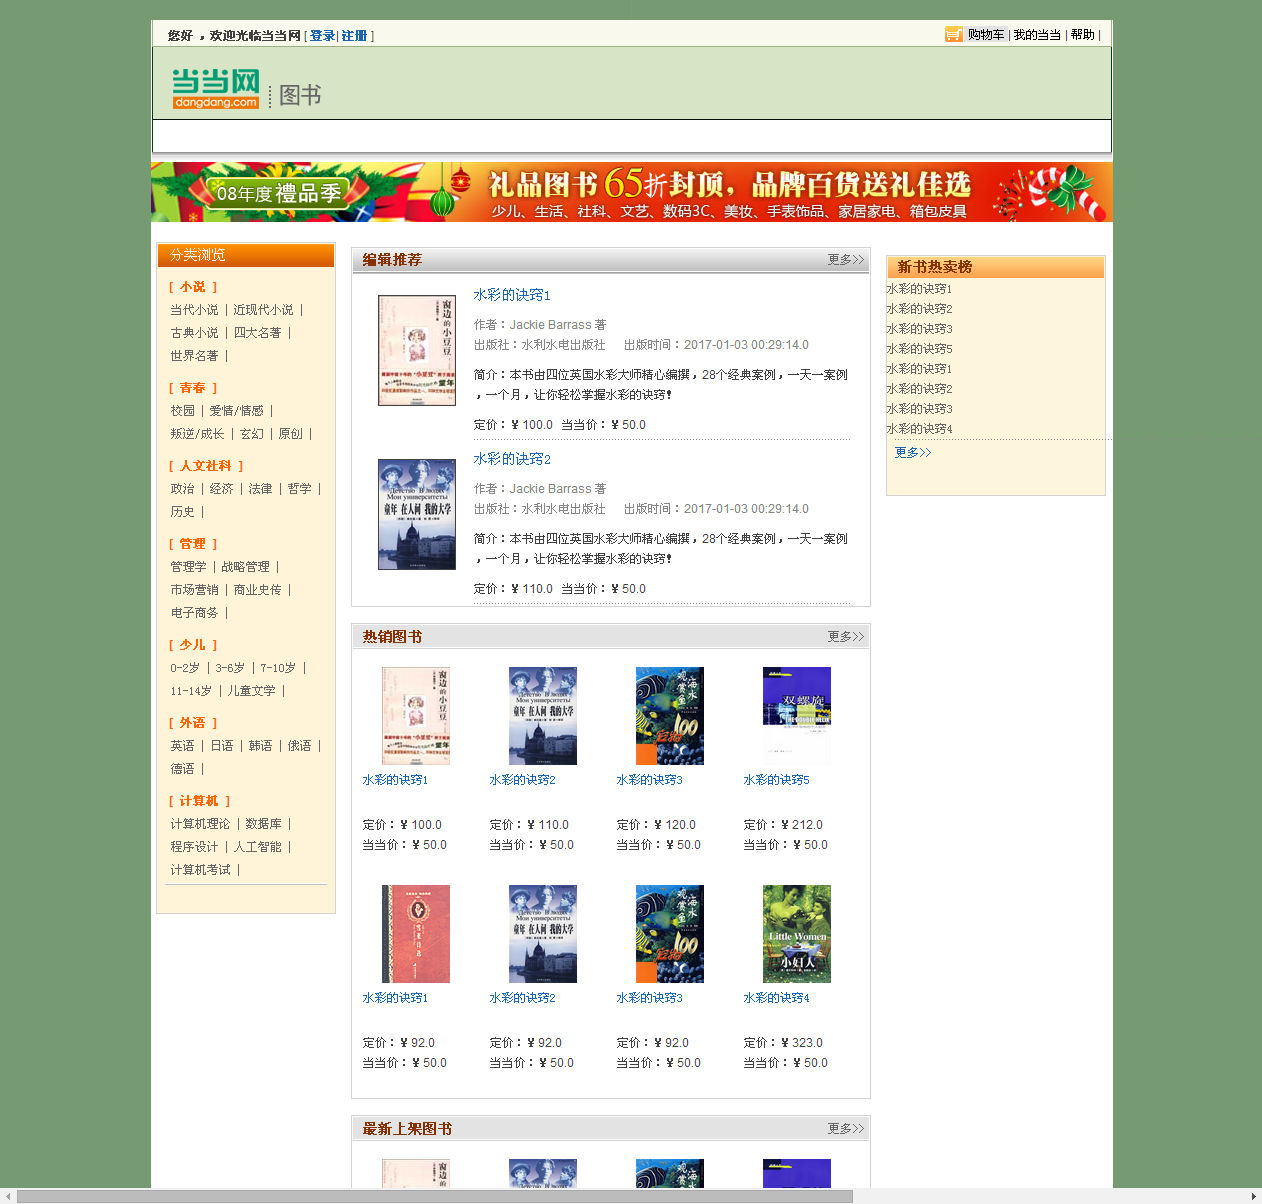 您好，欢迎光临当当网 [ 登录| 注册 ]
购物车 | 我的当当 | 帮助 |
当当网
dangdang.com
图书
08年度禮品季
礼品图书65折封顶，品牌百货送礼佳选
少儿、生活、社科、文艺、数码3C、美妆、手表饰品、家居家电、箱包皮具
分类浏览
[ 小说 ]
当代小说 | 近现代小说 |
古典小说 | 四大名著 |
世界名著 |
[ 青春 ]
校园 | 爱情/情感 |
叛逆/成长 | 玄幻 | 原创 |
[ 人文社科 ]
政治 | 经济 | 法律 | 哲学 |
历史 |
[ 管理 ]
管理学 | 战略管理 |
市场营销 | 商业史传 |
电子商务 |
[ 少儿 ]
0-2岁 | 3-6岁 | 7-10岁 |
11-14岁 | 儿童文学 |
[ 外语 ]
英语 | 日语 | 韩语 | 俄语 |
德语 |
[ 计算机 ]
计算机理论 | 数据库 |
程序设计 | 人工智能 |
计算机考试 |
编辑推荐
更多>>
窗边的小豆豆
水彩的诀窍1
作者：Jackie Barrass 著
出版社：水利水电出版社 出版时间：2017-01-03 00:29:14.0
简介：本书由四位英国水彩大师精心编撰，28个经典案例，一天一案例
，一个月，让你轻松掌握水彩的诀窍！
定价：¥ 100.0 当当价：¥ 50.0
童年 在人间 我的大学
水彩的诀窍2
作者：Jackie Barrass 著
出版社：水利水电出版社 出版时间：2017-01-03 00:29:14.0
简介：本书由四位英国水彩大师精心编撰，28个经典案例，一天一案例
，一个月，让你轻松掌握水彩的诀窍！
定价：¥ 110.0 当当价：¥ 50.0
热销图书
更多>>
水彩的诀窍1
水彩的诀窍2
水彩的诀窍3
水彩的诀窍5
定价：¥ 100.0
定价：¥ 110.0
定价：¥ 120.0
定价：¥ 212.0
当当价：¥ 50.0
当当价：¥ 50.0
当当价：¥ 50.0
当当价：¥ 50.0
Little Women
小妇人
水彩的诀窍1
水彩的诀窍2
水彩的诀窍3
水彩的诀窍4
定价：¥ 92.0
定价：¥ 92.0
定价：¥ 92.0
定价：¥ 323.0
当当价：¥ 50.0
当当价：¥ 50.0
当当价：¥ 50.0
当当价：¥ 50.0
最新上架图书
更多>>
新书热卖榜
水彩的诀窍1
水彩的诀窍2
水彩的诀窍3
水彩的诀窍5
水彩的诀窍1
水彩的诀窍2
水彩的诀窍3
水彩的诀窍4
更多>>